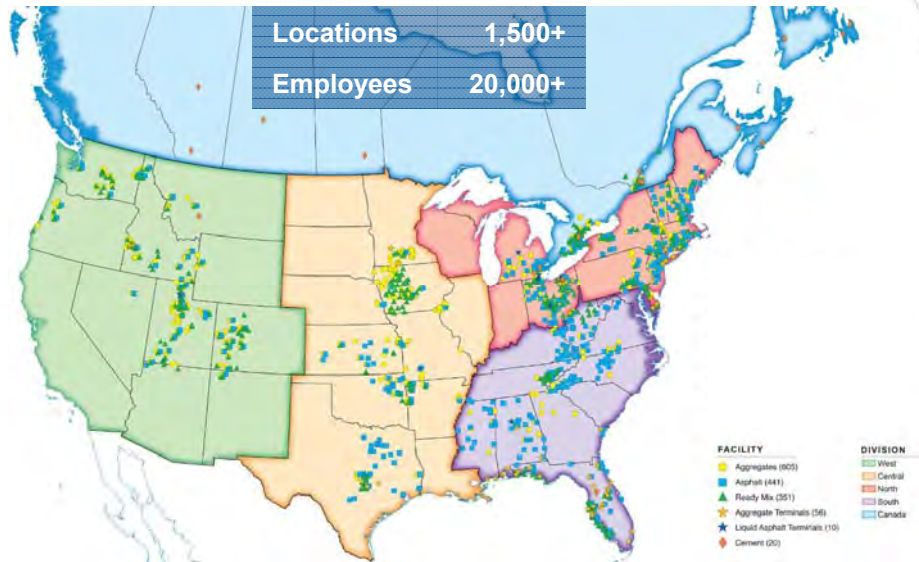 Locations 1,500+
Employees 20,000+
FACILITY
Aggregates (605)
Asphalt (441)
Ready Mix (351)
Aggregate Terminals (56)
Liquid Asphalt Terminals (10)
Cement (20)
DIVISION
West
Central
North
South
Canada